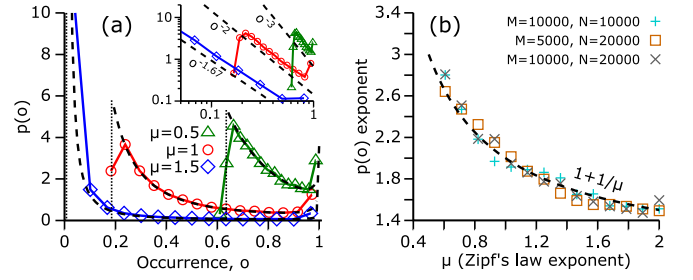 (a)
p(o)
10
8
6
4
2
0
0
0.2
0.4
0.6
0.8
1
Occurrence, o
μ=0.5
μ=1
μ=1.5
10
1
0.1
0.1
1
O^-2
O^-3
O^-1.67
(b)
M=10000, N=10000
M=5000, N=20000
M=10000, N=20000
p(o) exponent
3.4
3
2.6
2.2
1.8
1.4
0.4
0.8
1.2
1.6
2
μ (Zipf's law exponent)
1+1/μ